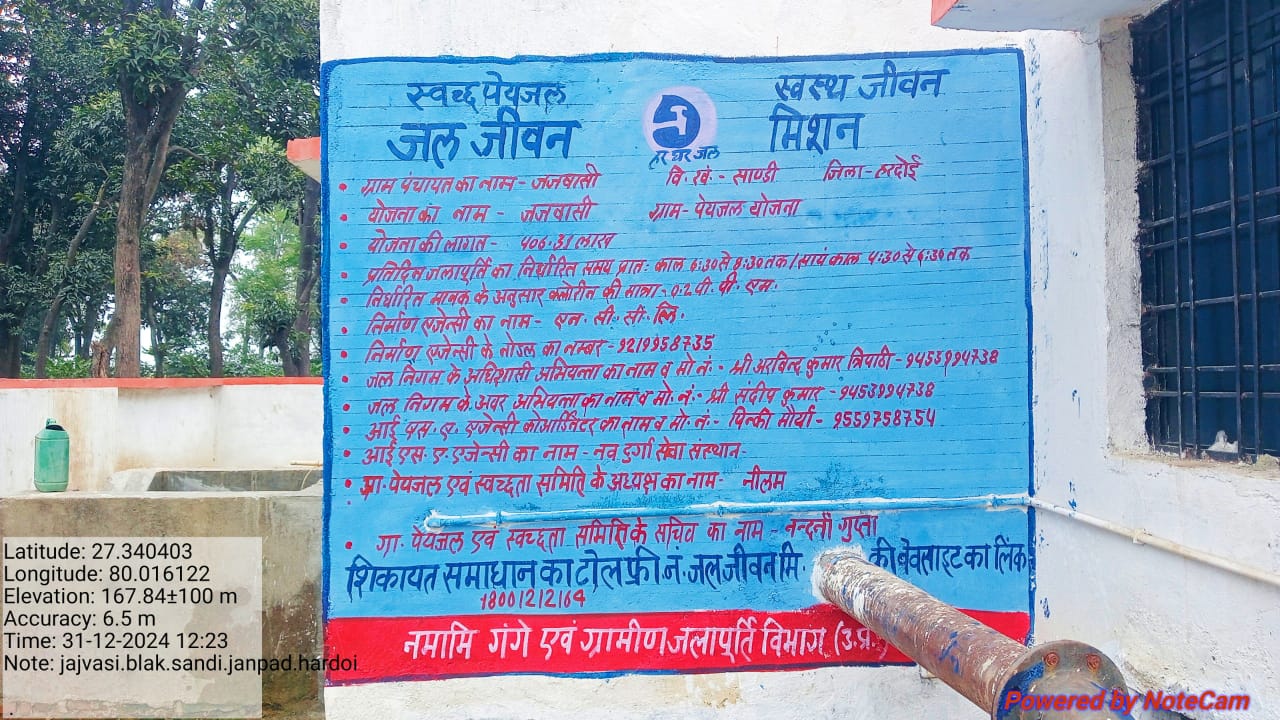 स्वच्छ पेयजल स्वस्थ जीवन
जल जीवन मिशन
हर घर जल
• ग्राम पंचायत का नाम - जजवासी वि. खं. - साण्डी जिला - हरदोई
• योजना का नाम - जजवासी ग्राम - पेयजल योजना
• योजना की लागत - ५०६.३१ लाख
प्रतिदिन जलापूर्ति का निर्धारित समय प्रातः काल 6:30 से 8:30 तक / सायं काल 4:30 से 6:30 तक
• निर्धारित मानक के अनुसार क्लोरीन की मात्रा - 0.2 पी. पी. एम.
• निर्माण एजेन्सी का नाम - एन. सी. सी. लि.
• निर्माण एजेन्सी के नोडल का नम्बर - 9219958735
• जल निगम के अधिशासी अभियन्ता का नाम व मो. नं. - श्री अरविन्द कुमार त्रिपाठी - 9455994738
• जल निगम के अवर अभियन्ता का नाम व मो. नं. - श्री संदीप कुमार - 9453994738
• आई. एस. ए. एजेन्सी कोआर्डिनेटर का नाम व मो. नं. - पिन्की मौर्या - 9559758754
• आई. एस. ए. एजेन्सी का नाम - नव दुर्गा सेवा संस्थान -
• ग्रा. पेयजल एवं स्वच्छता समिति के अध्यक्ष का नाम - नीलम
• ग्रा. पेयजल एवं स्वच्छता समिति के सचिव का नाम - नन्दनी गुप्ता
शिकायत समाधान का टोल फ्री नं. जल जीवन मि. की वेवसाइट का लिंक
18001212164
नमामि गंगे एवं ग्रामीण जलापूर्ति विभाग (उ.प्र.)
Latitude: 27.340403
Longitude: 80.016122
Elevation: 167.84±100 m
Accuracy: 6.5 m
Time: 31-12-2024 12:23
Note: jajvasi.blak.sandi.janpad.hardoi
Powered by NoteCam